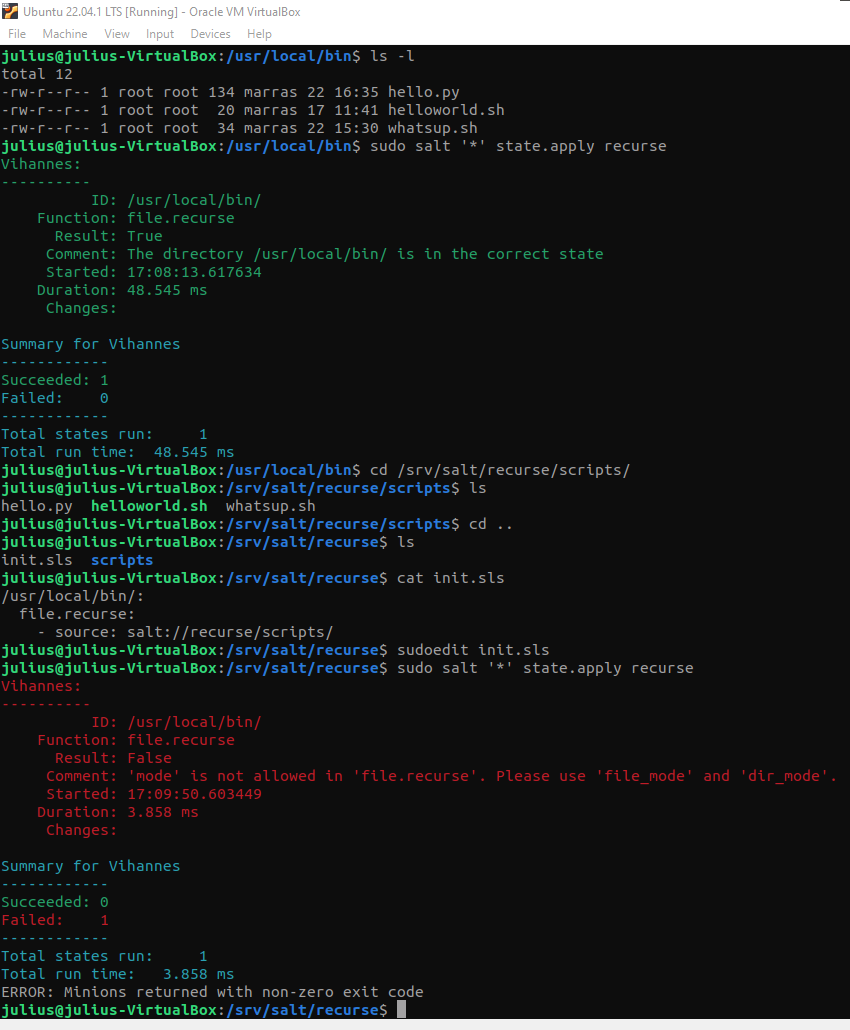 Ubuntu 22.04.1 LTS [Running] - Oracle VM VirtualBox
File Machine View Input Devices Help
julius@julius-VirtualBox:/usr/local/bin$ ls -l
total 12
-rw-r--r-- 1 root root 134 marras 22 16:35 hello.py
-rw-r--r-- 1 root root  20 marras 17 11:41 helloworld.sh
-rw-r--r-- 1 root root  34 marras 22 15:30 whatsup.sh
julius@julius-VirtualBox:/usr/local/bin$ sudo salt '*' state.apply recurse
Vihannes:
----------
          ID: /usr/local/bin/
    Function: file.recurse
      Result: True
     Comment: The directory /usr/local/bin/ is in the correct state
     Started: 17:08:13.617634
    Duration: 48.545 ms
     Changes:
Summary for Vihannes
------------
Succeeded: 1
Failed:    0
------------
Total states run:     1
Total run time:  48.545 ms
julius@julius-VirtualBox:/usr/local/bin$ cd /srv/salt/recurse/scripts/
julius@julius-VirtualBox:/srv/salt/recurse/scripts$ ls
hello.py  helloworld.sh  whatsup.sh
julius@julius-VirtualBox:/srv/salt/recurse/scripts$ cd ..
julius@julius-VirtualBox:/srv/salt/recurse$ ls
init.sls  scripts
julius@julius-VirtualBox:/srv/salt/recurse$ cat init.sls
/usr/local/bin/:
  file.recurse:
    - source: salt://recurse/scripts/
julius@julius-VirtualBox:/srv/salt/recurse$ sudoedit init.sls
julius@julius-VirtualBox:/srv/salt/recurse$ sudo salt '*' state.apply recurse
Vihannes:
----------
          ID: /usr/local/bin/
    Function: file.recurse
      Result: False
     Comment: 'mode' is not allowed in 'file.recurse'. Please use 'file_mode' and 'dir_mode'.
     Started: 17:09:50.603449
    Duration: 3.858 ms
     Changes:
Summary for Vihannes
------------
Succeeded: 0
Failed:    1
------------
Total states run:     1
Total run time:   3.858 ms
ERROR: Minions returned with non-zero exit code
julius@julius-VirtualBox:/srv/salt/recurse$